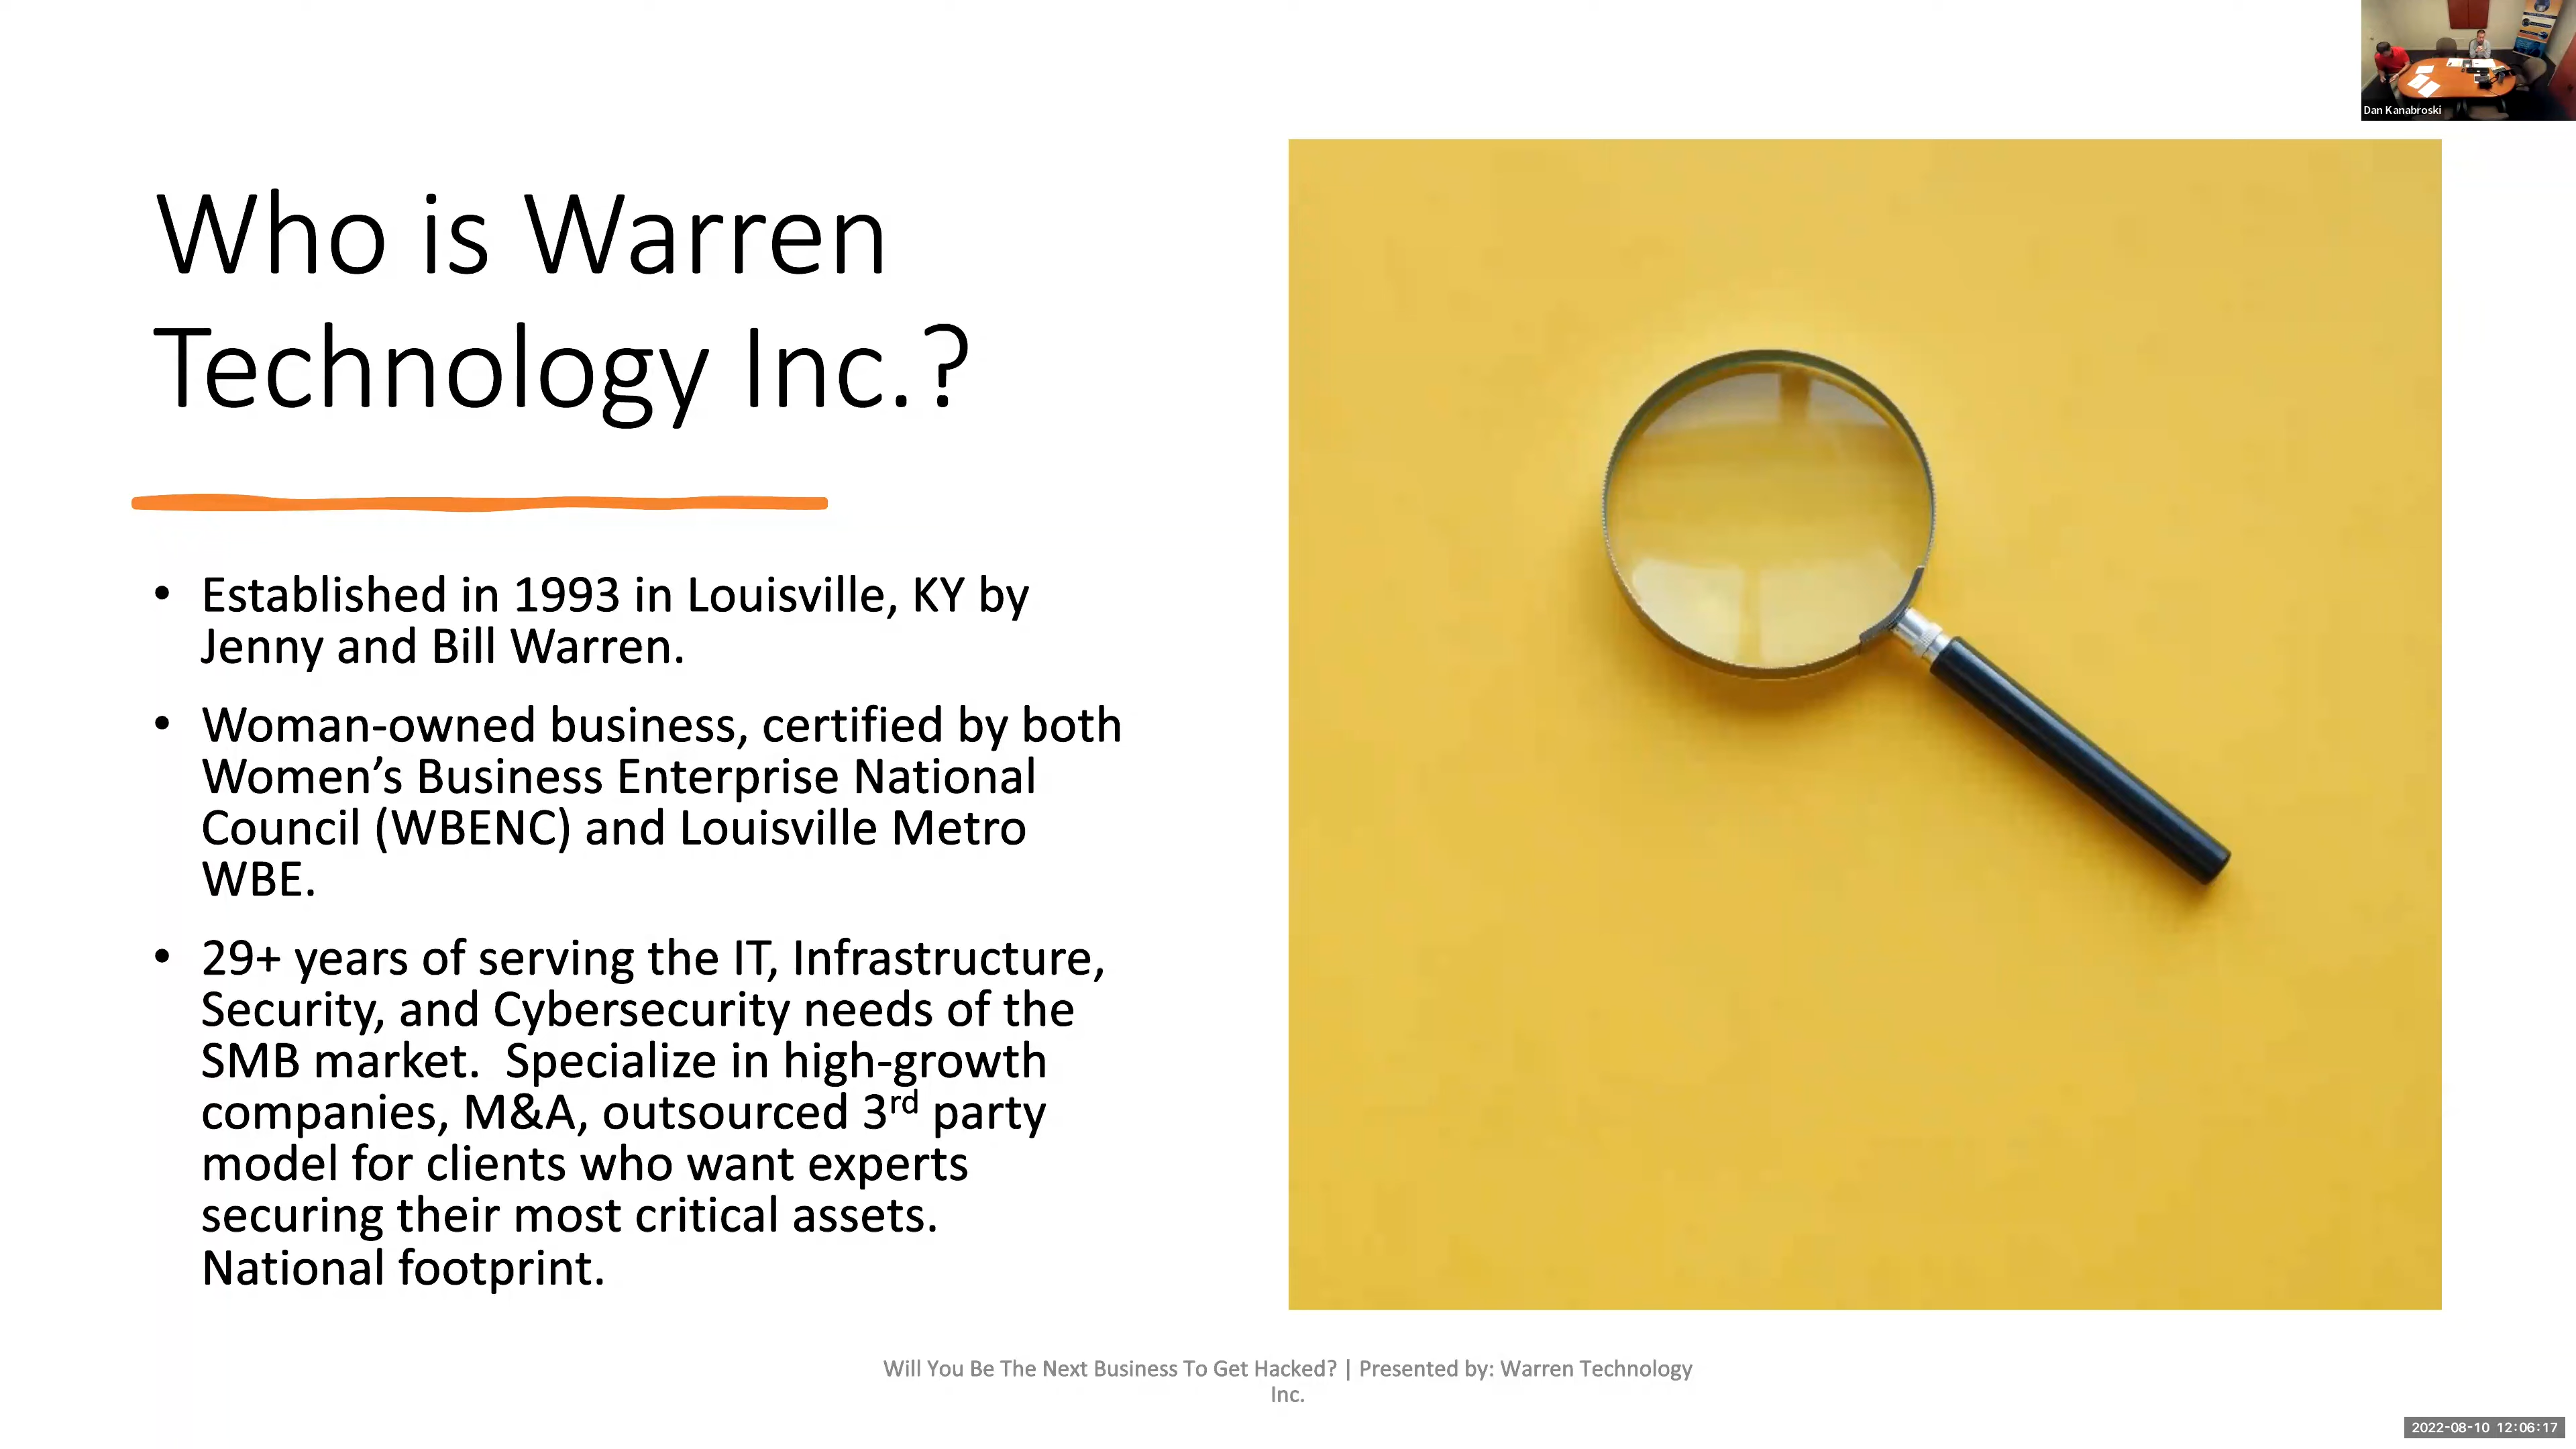 Dan Kanabroski
Who is Warren
Technology Inc.?
• Established in 1993 in Louisville, KY by
Jenny and Bill Warren.
• Woman-owned business, certified by both
Women’s Business Enterprise National
Council (WBENC) and Louisville Metro
WBE.
• 29+ years of serving the IT, Infrastructure,
Security, and Cybersecurity needs of the
SMB market.  Specialize in high-growth
companies, M&A, outsourced 3rd party
model for clients who want experts
securing their most critical assets.
National footprint.
Will You Be The Next Business To Get Hacked? | Presented by: Warren Technology
Inc.
2022-08-10 12:06:17